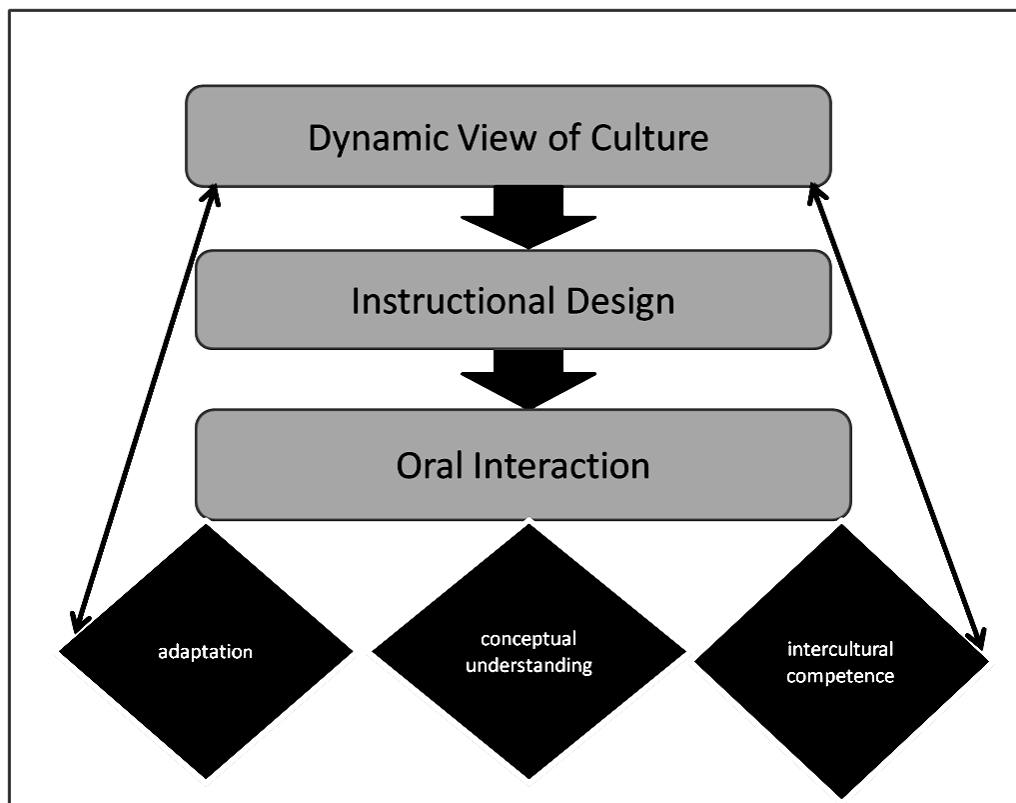 Dynamic View of Culture
Instructional Design
Oral Interaction
adaptation
conceptual
understanding
intercultural
competence